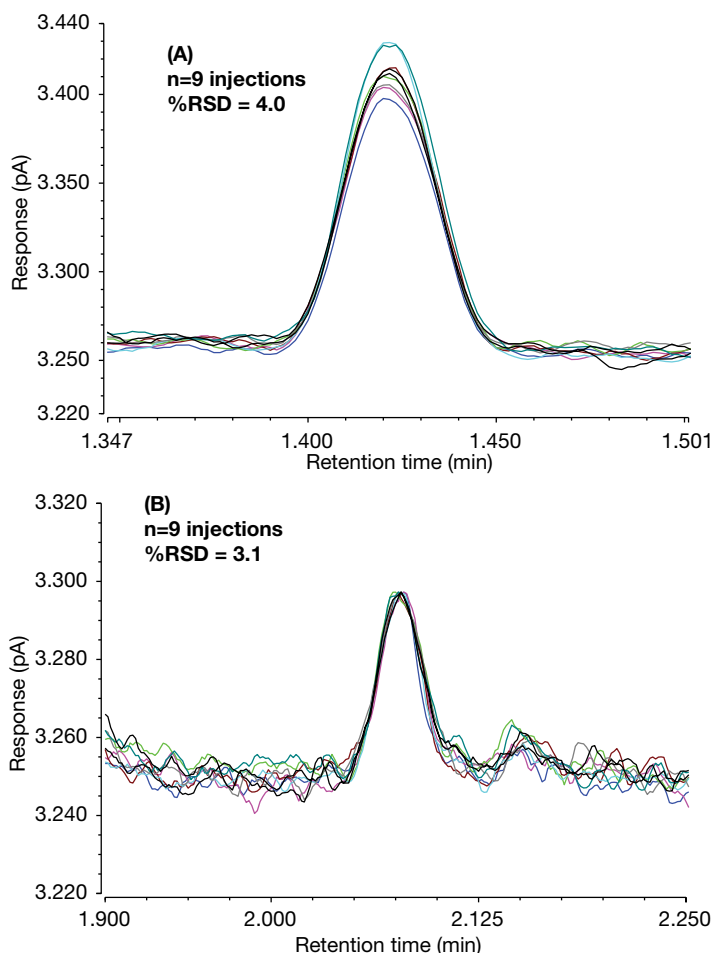 3.440
(A)
n=9 injections
%RSD = 4.0
3.400
3.350
3.300
3.250
3.220
Response (pA)
1.347
1.400
1.450
1.501
Retention time (min)
3.320
(B)
n=9 injections
%RSD = 3.1
3.300
3.280
3.260
3.240
3.220
Response (pA)
1.900
2.000
2.125
2.250
Retention time (min)